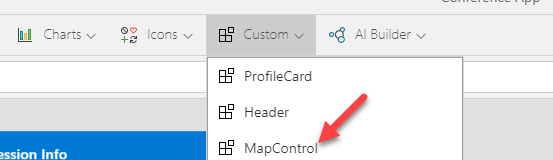 Conference App
Charts Icons Custom AI Builder
ProfileCard
Header
MapControl
ession Info